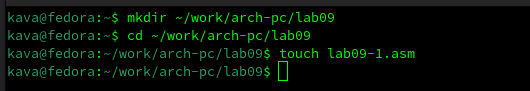 kava@fedora:~$ mkdir ~/work/arch-pc/lab09
kava@fedora:~$ cd ~/work/arch-pc/lab09
kava@fedora:~/work/arch-pc/lab09$ touch lab09-1.asm
kava@fedora:~/work/arch-pc/lab09$